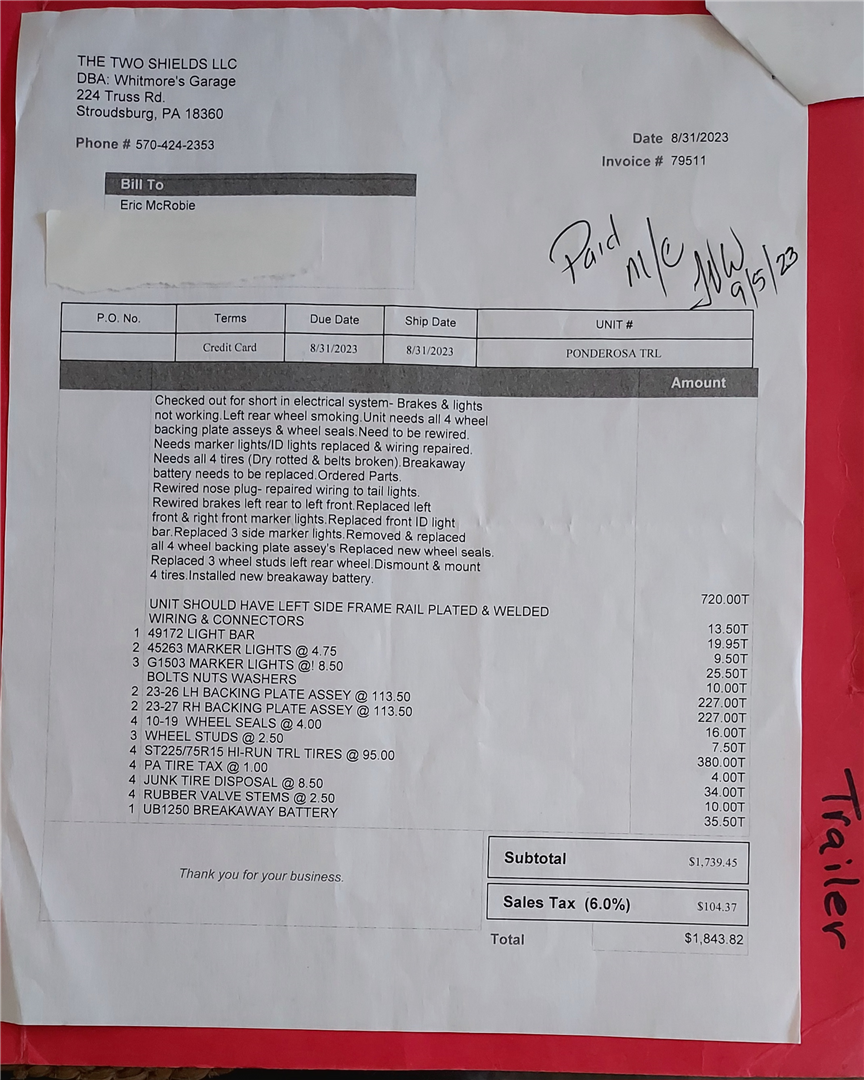 THE TWO SHIELDS LLC
DBA: Whitmore's Garage
224 Truss Rd.
Stroudsburg, PA 18360
Phone # 570-424-2353
Date 8/31/2023
Invoice # 79511
Bill To
Eric McRobie
Paid
M/C
JNW
9/5/23
P.O. No. Terms Due Date Ship Date UNIT #
Credit Card 8/31/2023 8/31/2023 PONDEROSA TRL
Amount
Checked out for short in electrical system- Brakes & lights
not working.Left rear wheel smoking.Unit needs all 4 wheel
backing plate asseys & wheel seals.Need to be rewired.
Needs marker lights/ID lights replaced & wiring repaired.
Needs all 4 tires (Dry rotted & belts broken).Breakaway
battery needs to be replaced.Ordered Parts.
Rewired nose plug- repaired wiring to tail lights.
Rewired brakes left rear to left front.Replaced left
front & right front marker lights.Replaced front ID light
bar.Replaced 3 side marker lights.Removed & replaced
all 4 wheel backing plate assey's Replaced new wheel seals.
Replaced 3 wheel studs left rear wheel.Dismount & mount
4 tires.Installed new breakaway battery.
720.00T
UNIT SHOULD HAVE LEFT SIDE FRAME RAIL PLATED & WELDED
WIRING & CONNECTORS 13.50T
1 49172 LIGHT BAR 19.95T
2 45263 MARKER LIGHTS @ 4.75 9.50T
3 G1503 MARKER LIGHTS @! 8.50 25.50T
BOLTS NUTS WASHERS 10.00T
2 23-26 LH BACKING PLATE ASSEY @ 113.50 227.00T
2 23-27 RH BACKING PLATE ASSEY @ 113.50 227.00T
4 10-19 WHEEL SEALS @ 4.00 16.00T
3 WHEEL STUDS @ 2.50 7.50T
4 ST225/75R15 HI-RUN TRL TIRES @ 95.00 380.00T
4 PA TIRE TAX @ 1.00 4.00T
4 JUNK TIRE DISPOSAL @ 8.50 34.00T
4 RUBBER VALVE STEMS @ 2.50 10.00T
1 UB1250 BREAKAWAY BATTERY 35.50T
Thank you for your business.
Subtotal $1,739.45
Sales Tax (6.0%) $104.37
Total $1,843.82
Trailer